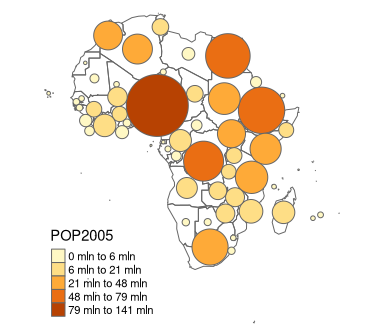 POP2005
0 mln to 6 mln
6 mln to 21 mln
21 mln to 48 mln
48 mln to 79 mln
79 mln to 141 mln